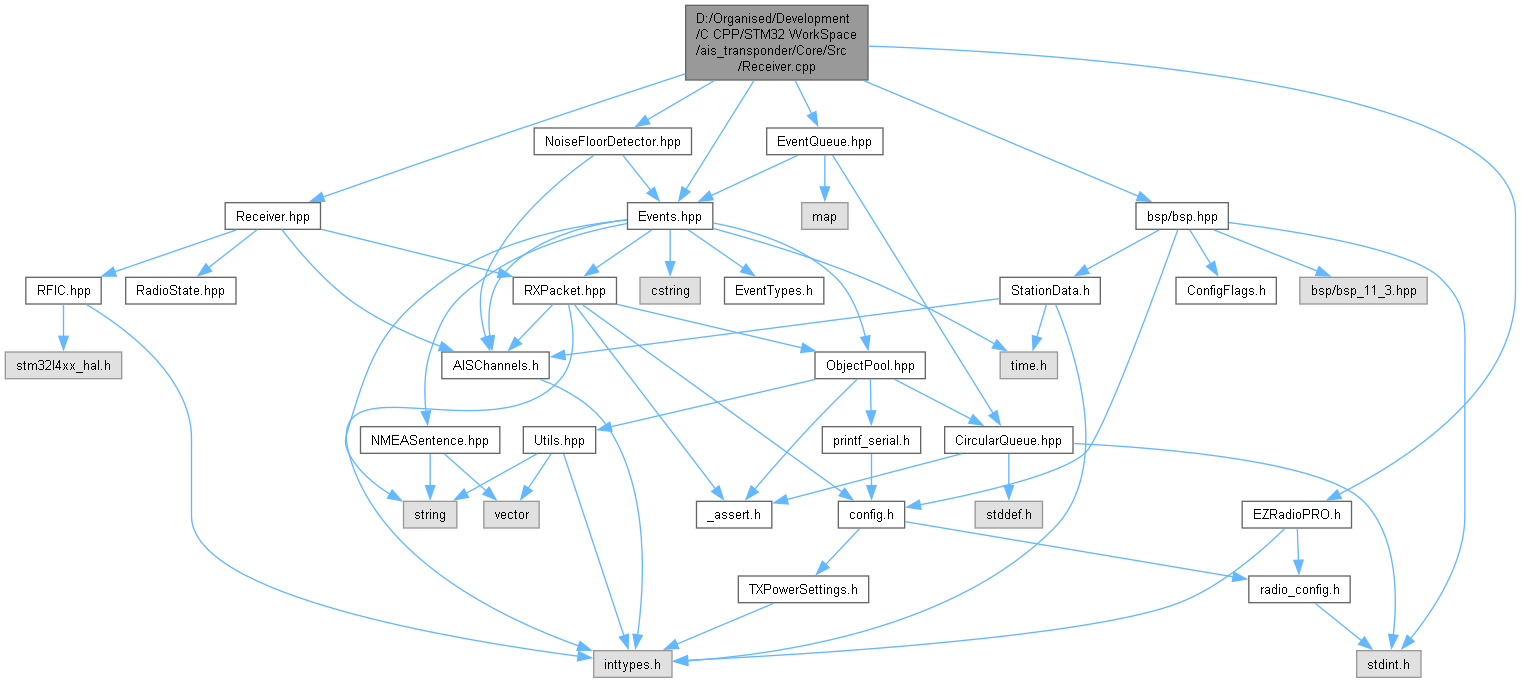 D:/Organised/Development
/C CPP/STM32 WorkSpace
/ais_transponder/Core/Src
/Receiver.cpp
NoiseFloorDetector.hpp
EventQueue.hpp
Receiver.hpp
Events.hpp
map
bsp/bsp.hpp
RFIC.hpp
RadioState.hpp
RXPacket.hpp
cstring
EventTypes.h
StationData.h
ConfigFlags.h
bsp/bsp_11_3.hpp
stm32l4xx_hal.h
AISChannels.h
ObjectPool.hpp
time.h
NMEASentence.hpp
Utils.hpp
printf_serial.h
CircularQueue.hpp
string
vector
_assert.h
config.h
stddef.h
EZRadioPRO.h
TXPowerSettings.h
radio_config.h
inttypes.h
stdint.h